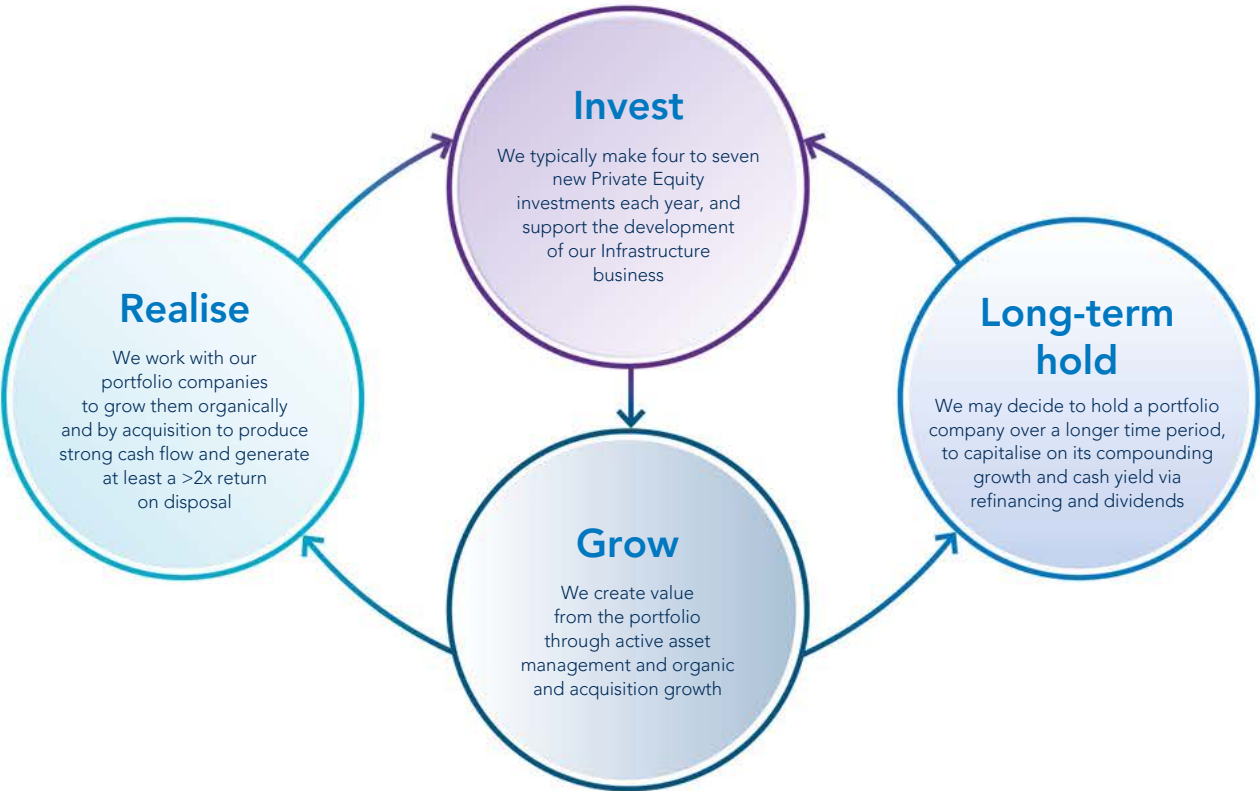 Invest
We typically make four to seven
new Private Equity
investments each year, and
support the development
of our Infrastructure
business
Realise
We work with our
portfolio companies
to grow them organically
and by acquisition to produce
strong cash flow and generate
at least a >2x return
on disposal
Long-term
hold
We may decide to hold a portfolio
company over a longer time period,
to capitalise on its compounding
growth and cash yield via
refinancing and dividends
Grow
We create value
from the portfolio
through active asset
management and organic
and acquisition growth